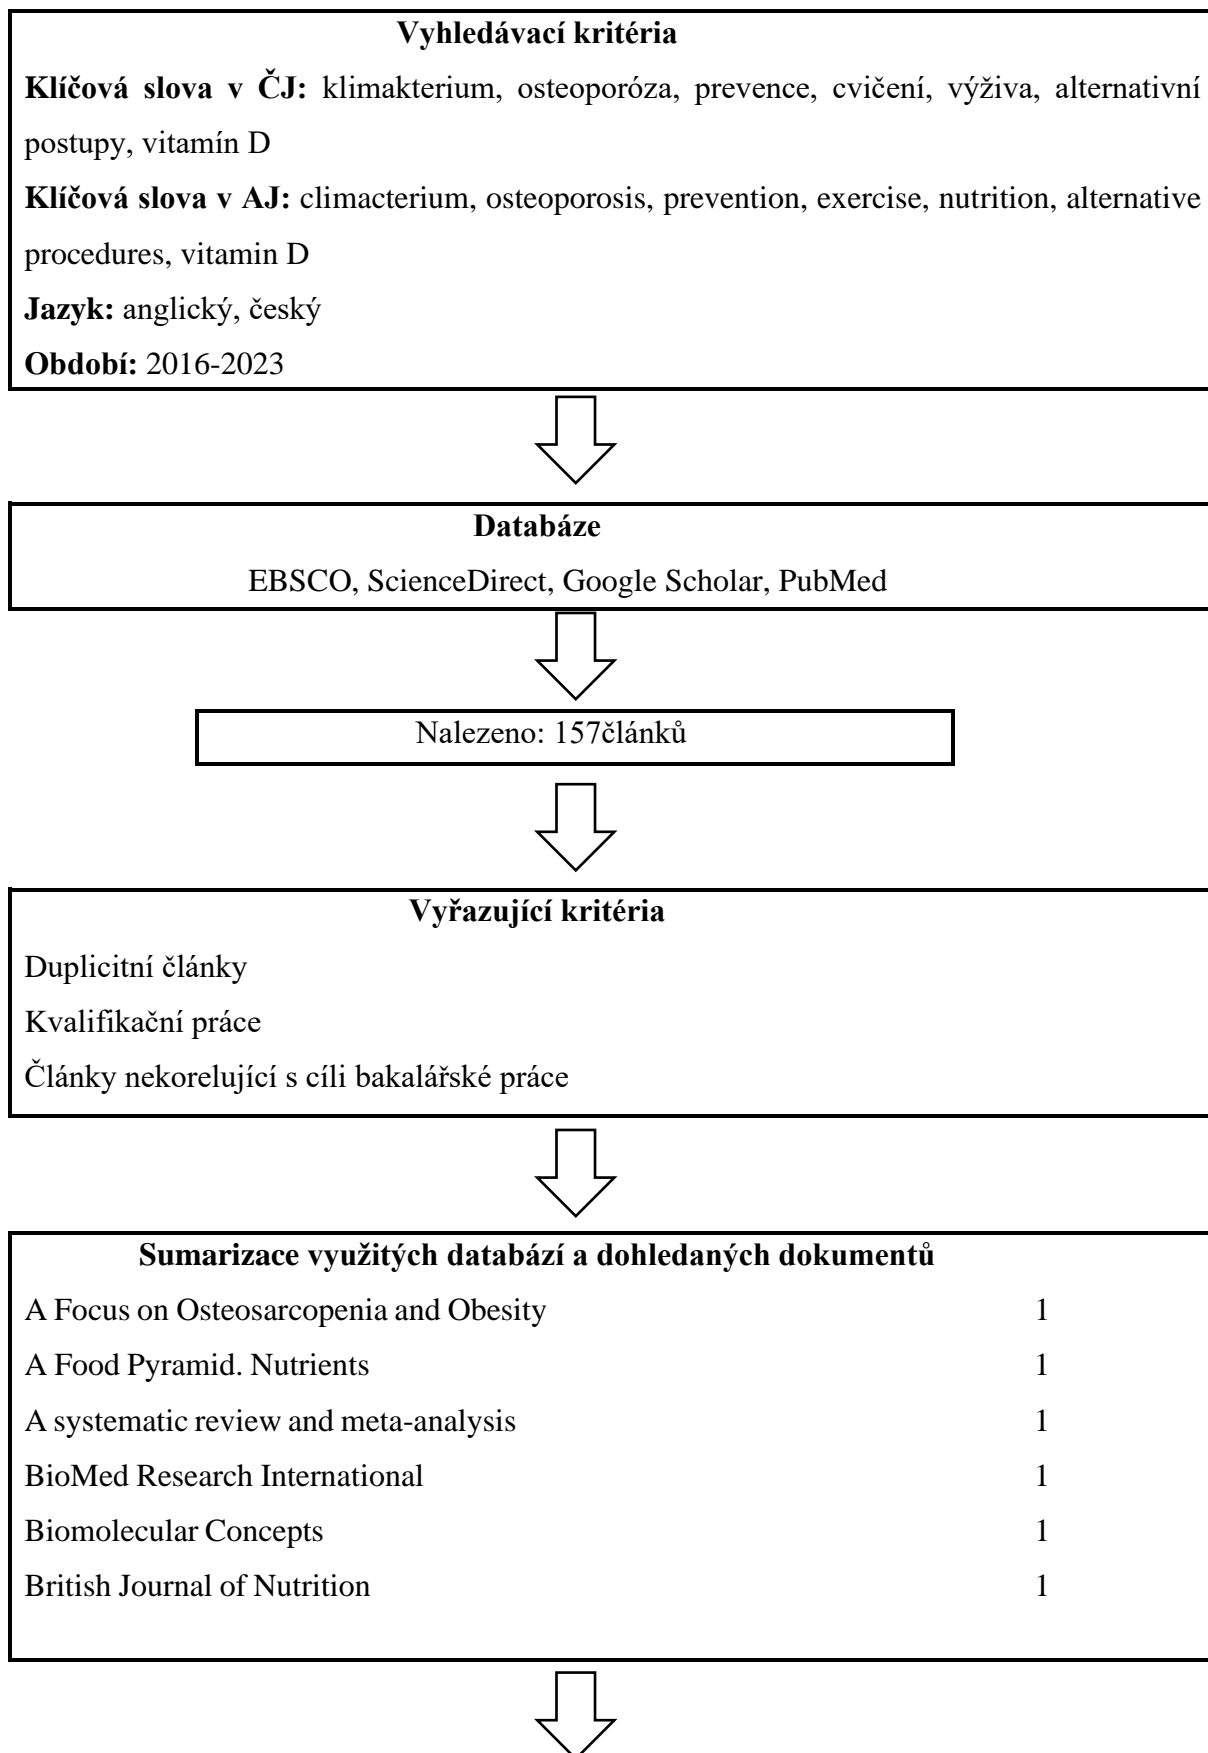 Vyhledávací kritéria
Klíčová slova v ČJ: klimakterium, osteoporóza, prevence, cvičení, výživa, alternativní
postupy, vitamín D
Klíčová slova v AJ: climacterium, osteoporosis, prevention, exercise, nutrition, alternative
procedures, vitamin D
Jazyk: anglický, český
Období: 2016-2023
Databáze
EBSCO, ScienceDirect, Google Scholar, PubMed
Nalezeno: 157článků
Vyřazující kritéria
Duplicitní články
Kvalifikační práce
Články nekorelující s cíli bakalářské práce
Sumarizace využitých databází a dohledaných dokumentů
A Focus on Osteosarcopenia and Obesity 1
A Food Pyramid. Nutrients 1
A systematic review and meta-analysis 1
BioMed Research International 1
Biomolecular Concepts 1
British Journal of Nutrition 1